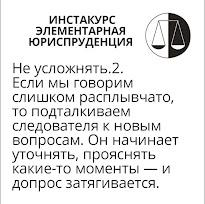 ИНСТАКУРС
ЭЛЕМЕНТАРНАЯ
ЮРИСПРУДЕНЦИЯ
Не усложнять.2.
Если мы говорим
слишком расплывчато,
то подталкиваем
следователя к новым
вопросам. Он начинает
уточнять, прояснять
какие-то моменты — и
допрос затягивается.